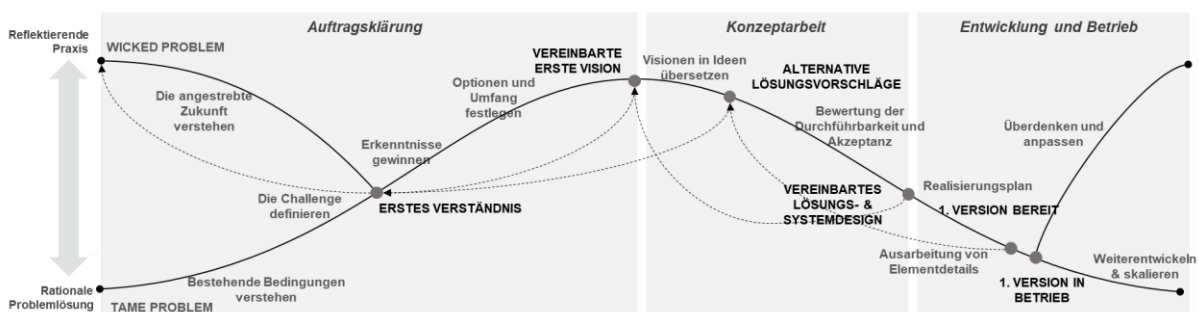 Auftragsklärung
Konzeptarbeit
Entwicklung und Betrieb
Reflektierende
Praxis
WICKED PROBLEM
Die angestrebte
Zukunft
verstehen
Optionen und
Umfang
festlegen
VEREINBARTE
ERSTE VISION
Visionen in Ideen
übersetzen
ALTERNATIVE
LÖSUNGSVORSCHLÄGE
Bewertung der
Durchführbarkeit und
Akzeptanz
Überdenken und
anpassen
Erkenntnisse
gewinnen
Die Challenge
definieren
ERSTES VERSTÄNDNIS
VEREINBARTES
LÖSUNGS- &
SYSTEMDESIGN
Realisierungsplan
1. VERSION BEREIT
Ausarbeitung von
Elementdetails
1. VERSION IN
BETRIEB
Weiterentwickeln
& skalieren
Bestehende Bedingungen
verstehen
Rationale
Problemlösung
TAME PROBLEM